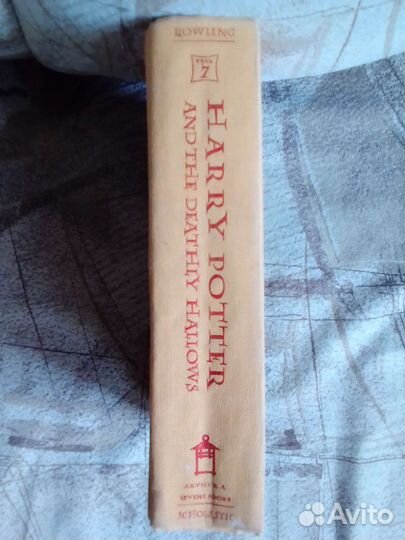 ROWLING
YEAR
7
HARRY POTTER
AND THE DEATHLY HALLOWS
ARTHUR A.
LEVINE BOOKS
SCHOLASTIC
Avito